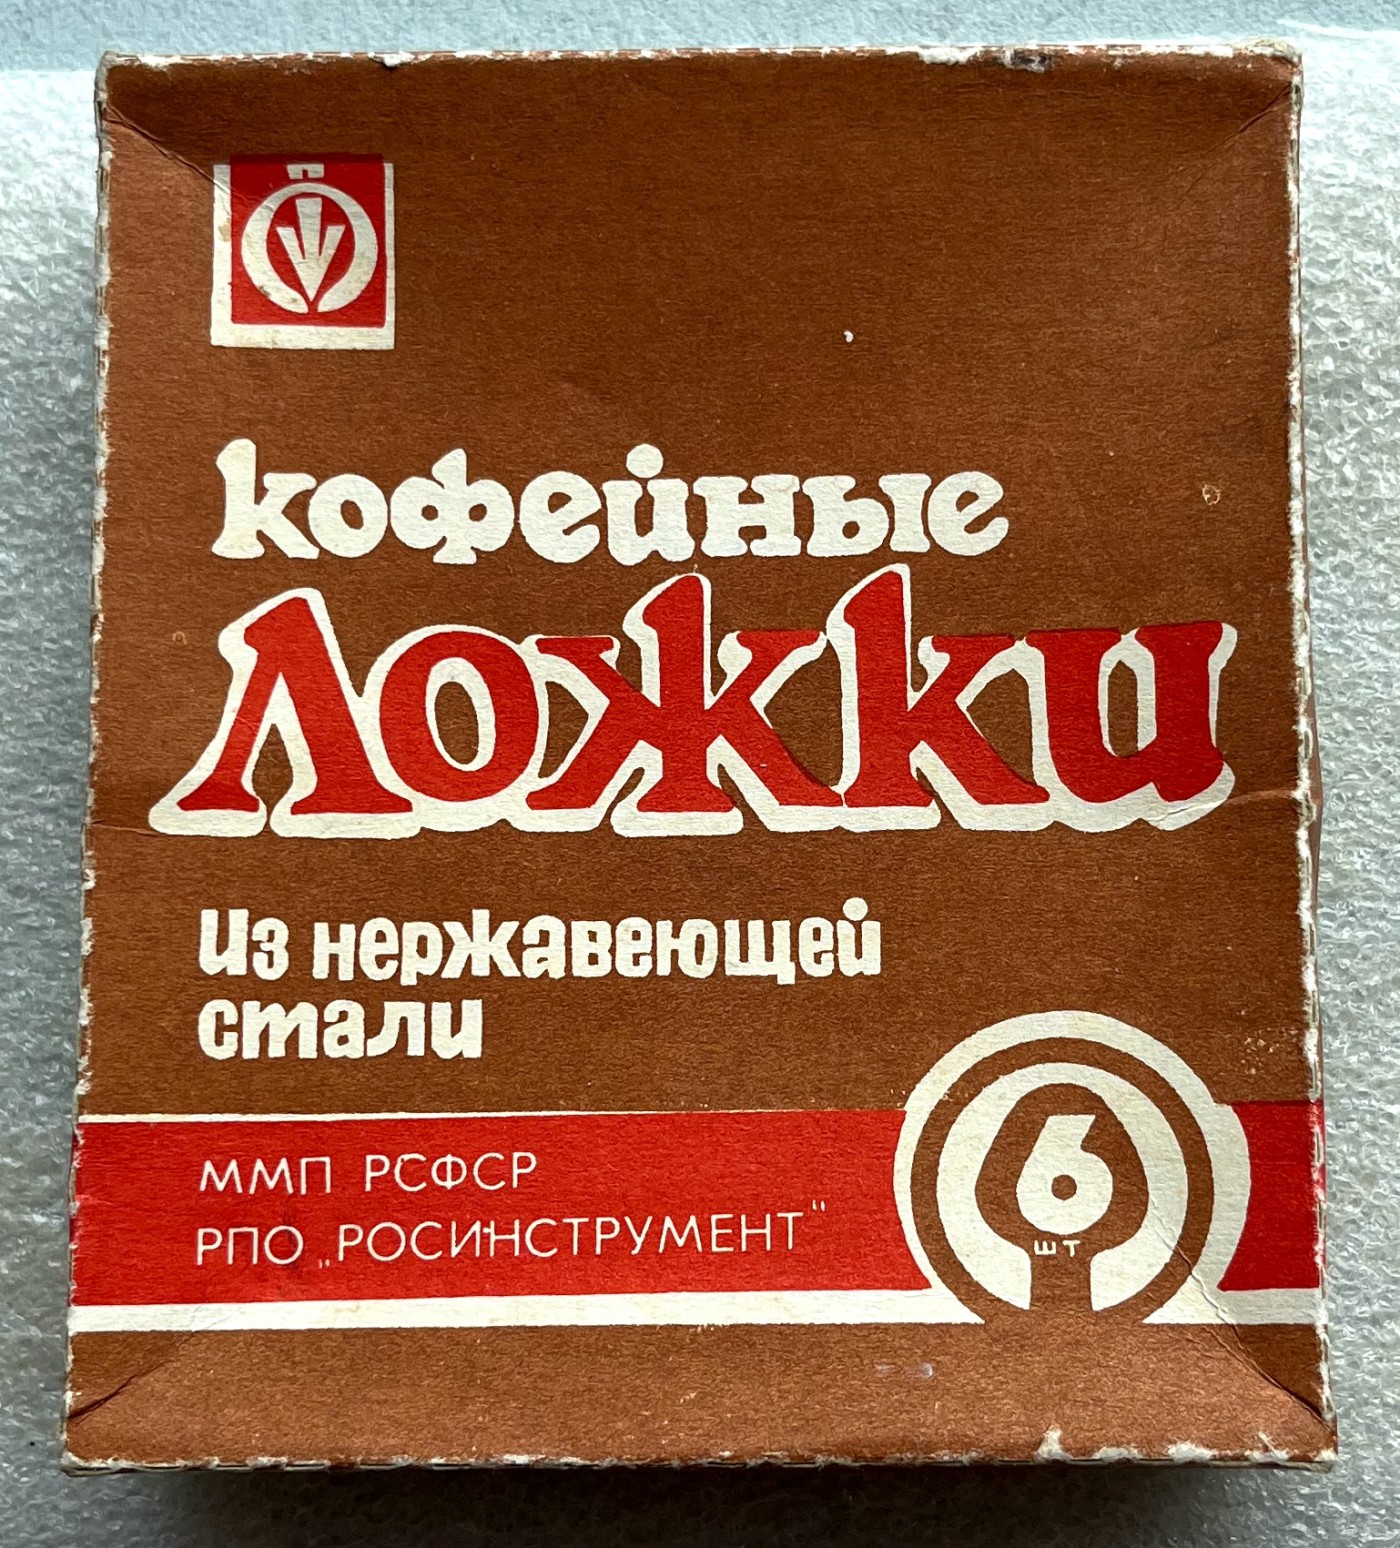 кофейные
ложки
Из нержавеющей
стали
ММП РСФСР
РПО „РОСИНСТРУМЕНТ"
6
шт